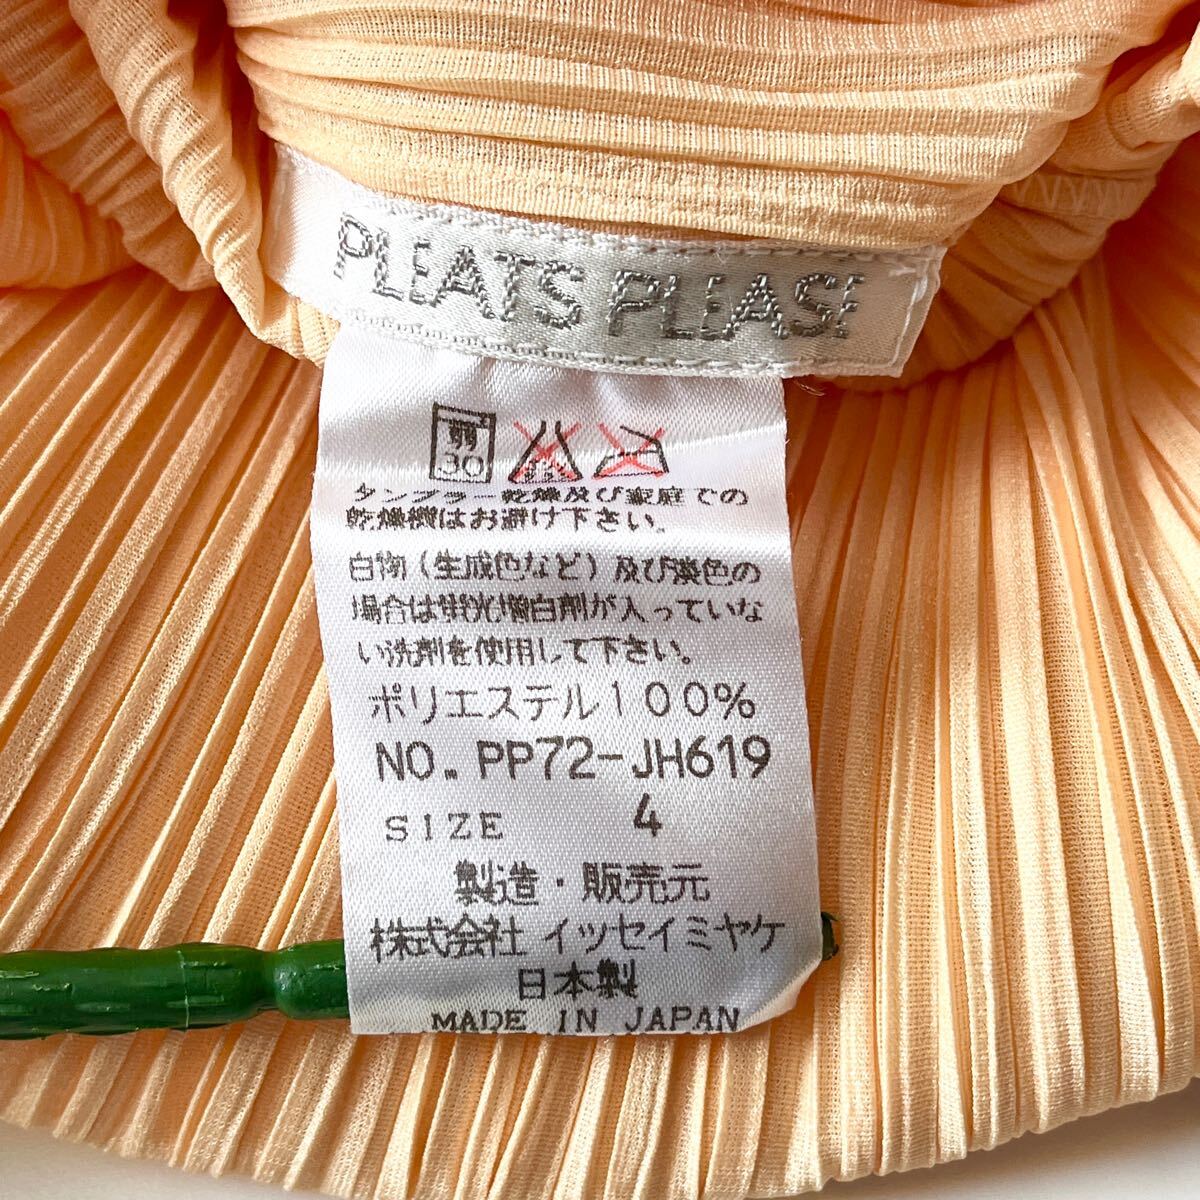 PLEATS PLEASE
弱
30
タンブラー乾燥及び家庭での
乾燥機はお避け下さい。
白物（生成色など）及び淡色の
場合は蛍光増白剤が入っていな
い洗剤を使用して下さい。
ポリエステル100%
NO. PP72-JH619
SIZE 4
製造・販売元
株式会社 イッセイミヤケ
日本製
MADE IN JAPAN